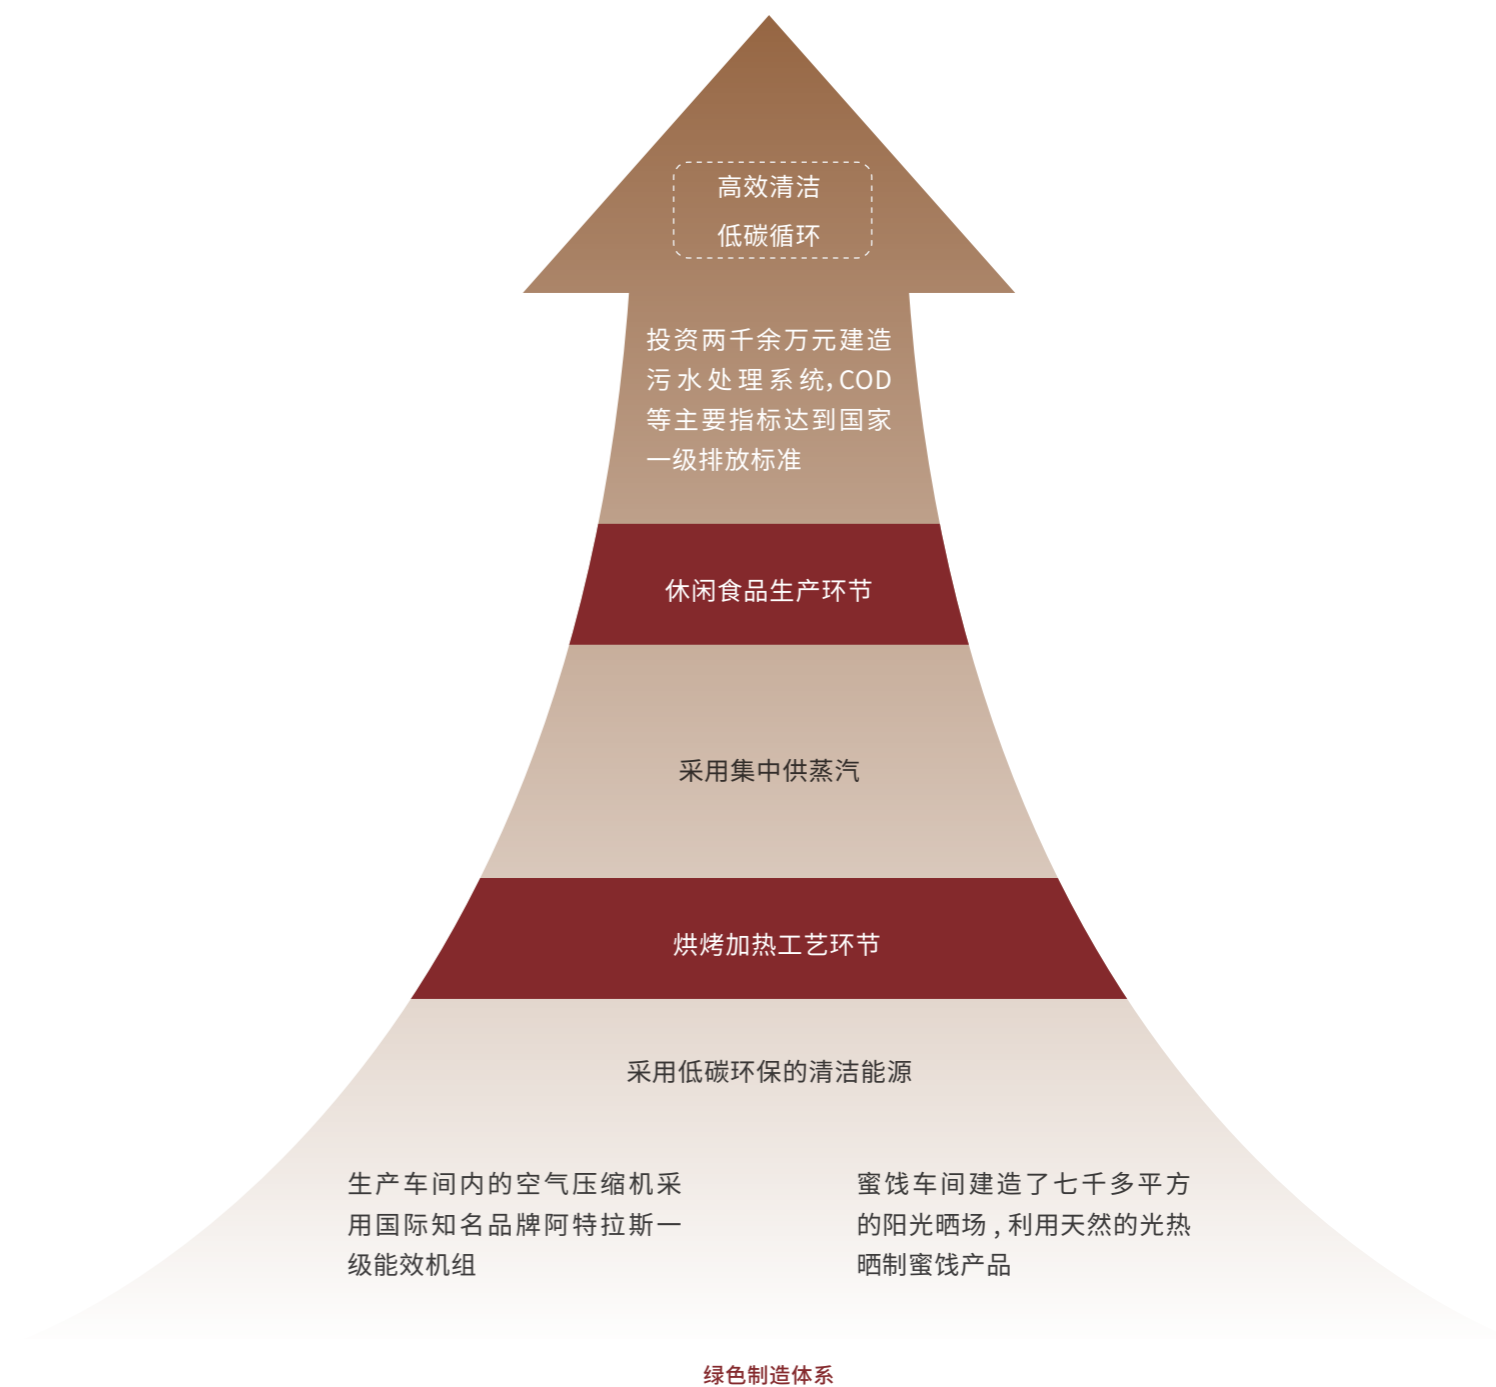 高效清洁
低碳循环
投资两千余万元建造
污水处理系统，COD
等主要指标达到国家
一级排放标准
休闲食品生产环节
采用集中供蒸汽
烘烤加热工艺环节
采用低碳环保的清洁能源
生产车间内的空气压缩机采
用国际知名品牌阿特拉斯一
级能效机组
蜜饯车间建造了七千多平方
的阳光晒场，利用天然的光热
晒制蜜饯产品
绿色制造体系